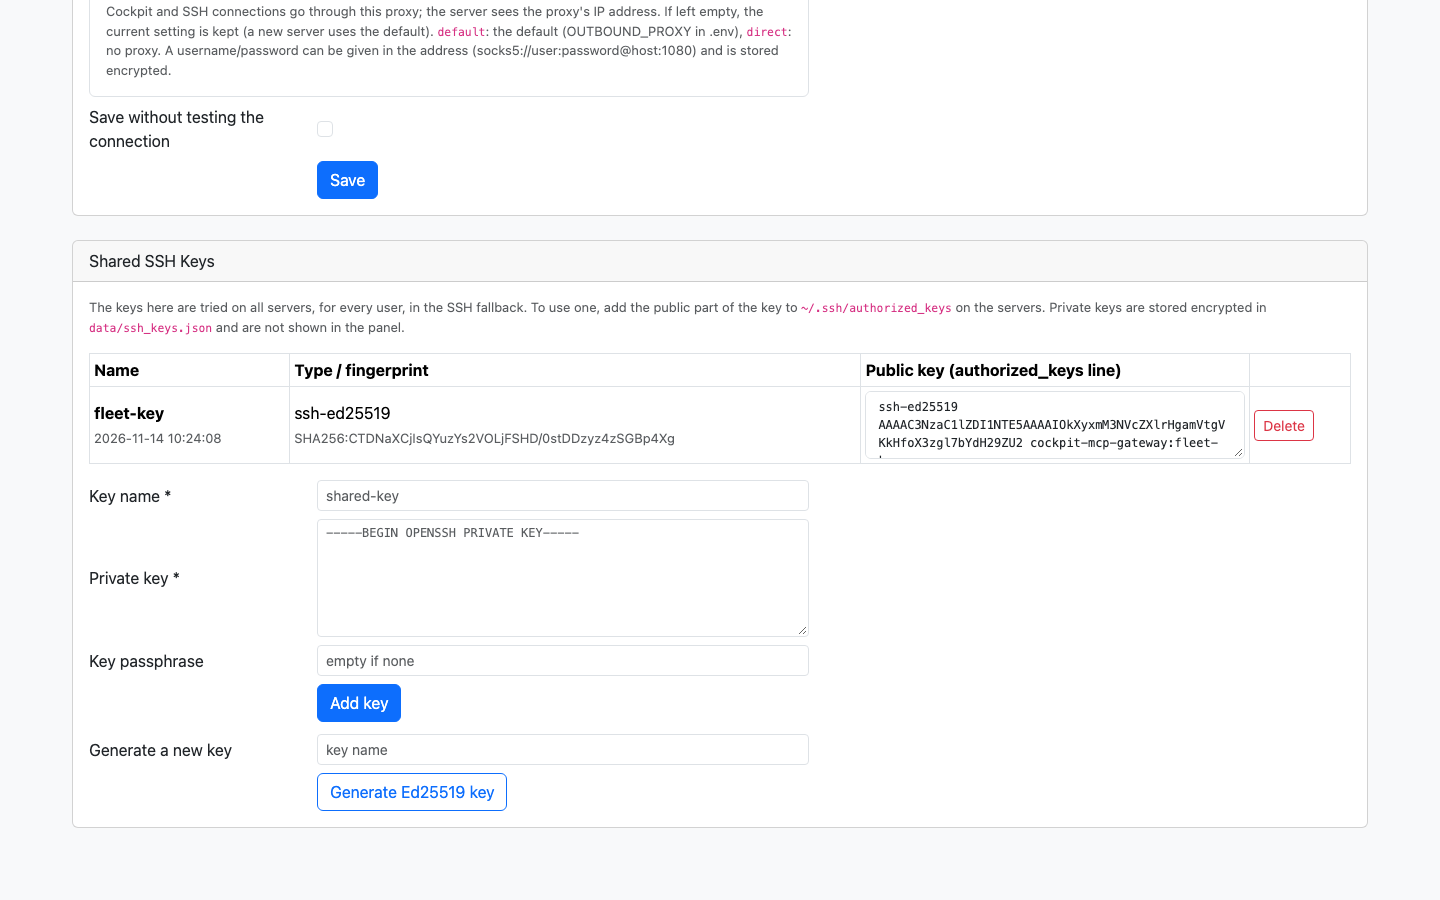 Cockpit and SSH connections go through this proxy; the server sees the proxy's IP address. If left empty, the
current setting is kept (a new server uses the default). default: the default (OUTBOUND_PROXY in .env), direct:
no proxy. A username/password can be given in the address (socks5://user:password@host:1080) and is stored
encrypted.
Save without testing the
connection
Save
Shared SSH Keys
The keys here are tried on all servers, for every user, in the SSH fallback. To use one, add the public part of the key to ~/.ssh/authorized_keys on the servers. Private keys are stored encrypted in
data/ssh_keys.json and are not shown in the panel.
Name Type / fingerprint Public key (authorized_keys line)
fleet-key
2026-11-14 10:24:08
ssh-ed25519
SHA256:CTDNaXCjlsQYuzYs2VOLjFSHD/0stDDzyz4zSGBp4Xg
ssh-ed25519
AAAAC3NzaC1lZDI1NTE5AAAAIOkXyxmM3NVcZXlrHgamVtgV
KkHfoX3zgl7bYdH29ZU2 cockpit-mcp-gateway:fleet-
Delete
Key name *
shared-key
Private key *
-----BEGIN OPENSSH PRIVATE KEY-----
Key passphrase
empty if none
Add key
Generate a new key
key name
Generate Ed25519 key